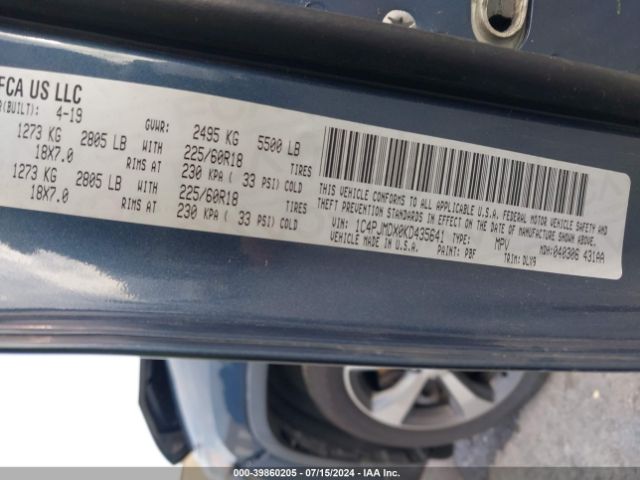 FCA US LLC
(BUILT): 4-19
GVWR: 2495 KG 5500 LB
1273 KG 2805 LB WITH 225/60R18 TIRES
18X7.0 RIMS AT 230 KPA ( 33 PSI) COLD
1273 KG 2805 LB WITH 225/60R18 TIRES
18X7.0 RIMS AT 230 KPA ( 33 PSI) COLD
THIS VEHICLE CONFORMS TO ALL APPLICABLE U.S.A. FEDERAL MOTOR VEHICLE SAFETY AND
THEFT PREVENTION STANDARDS IN EFFECT ON THE DATE OF MANUFACTURE SHOWN ABOVE.
VIN: 1C4PJMDX0KD435641 TYPE: MPV MDH:040306 431AA
VEHICLE MADE IN U.S.A. PAINT: PBF TRIM: DLX9
000-39860205 - 07/15/2024 - IAAI.COM